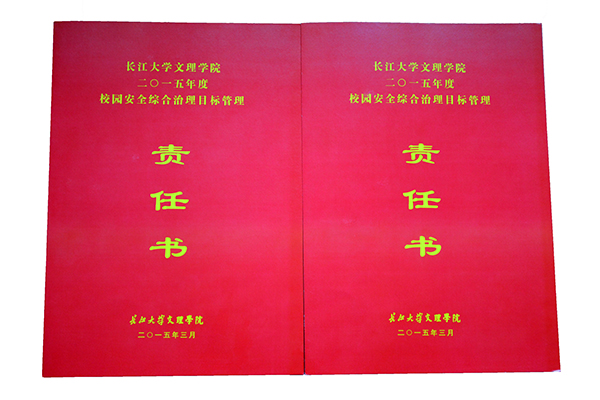 长江大学文理学院
二〇一五年度
校园安全综合治理目标管理
责
任
书
长江大学文理學院
二〇一五年三月
长江大学文理学院
二〇一五年度
校园安全综合治理目标管理
责
任
书
长江大学文理學院
二〇一五年三月